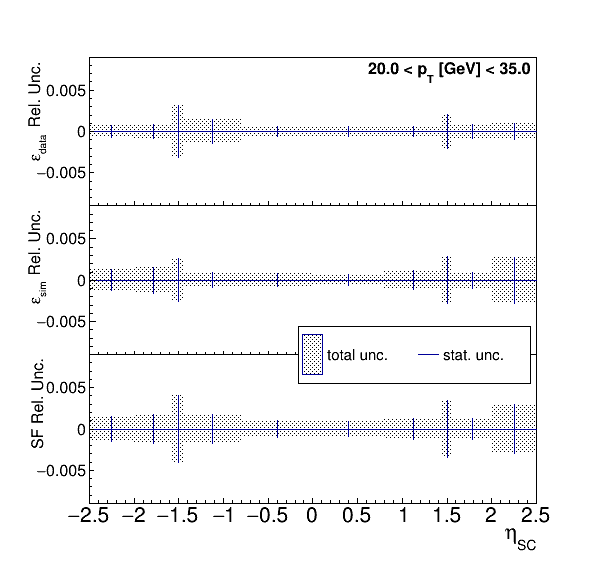 20.0 < p_T [GeV] < 35.0
ε_data Rel. Unc.
0.005
0
−0.005
ε_sim Rel. Unc.
0.005
0
−0.005
total unc.
stat. unc.
SF Rel. Unc.
0.005
0
−0.005
−2.5 −2 −1.5 −1 −0.5 0 0.5 1 1.5 2 2.5
η_SC